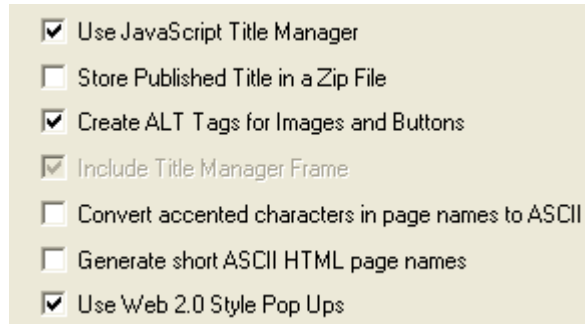 Use JavaScript Title Manager
Store Published Title in a Zip File
Create ALT Tags for Images and Buttons
Include Title Manager Frame
Convert accented characters in page names to ASCII
Generate short ASCII HTML page names
Use Web 2.0 Style Pop Ups